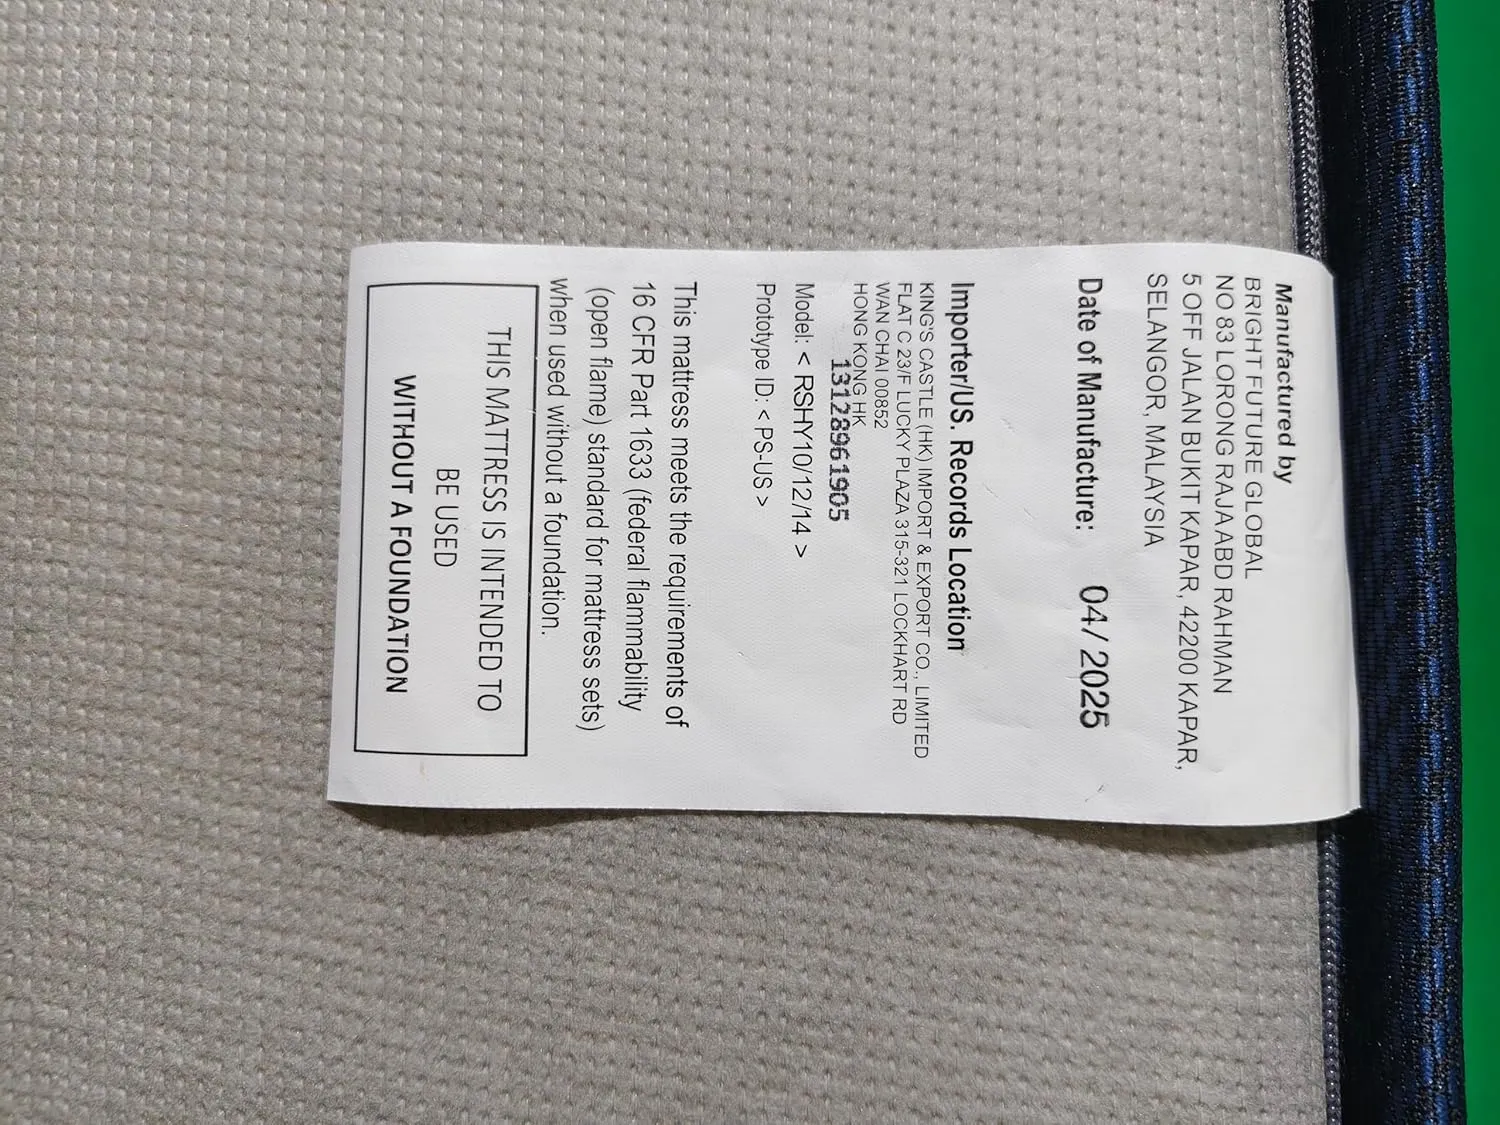 Manufactured by
BRIGHT FUTURE GLOBAL
NO 83 LORONG RAJA ABD RAHMAN
5 OFF JALAN BUKIT KAPAR, 42200 KAPAR,
SELANGOR, MALAYSIA
Date of Manufacture: 04/2025
Importer/US. Records Location
KING'S CASTLE (HK) IMPORT & EXPORT CO., LIMITED
FLAT C 23/F LUCKY PLAZA 315-321 LOCKHART RD
WAN CHAI 00852
HONG KONG HK
13128961905
Model: < RSHY10/12/14 >
Prototype ID: < PS-US >
This mattress meets the requirements of
16 CFR Part 1633 (federal flammability
(open flame) standard for mattress sets)
when used without a foundation.
THIS MATTRESS IS INTENDED TO
BE USED
WITHOUT A FOUNDATION